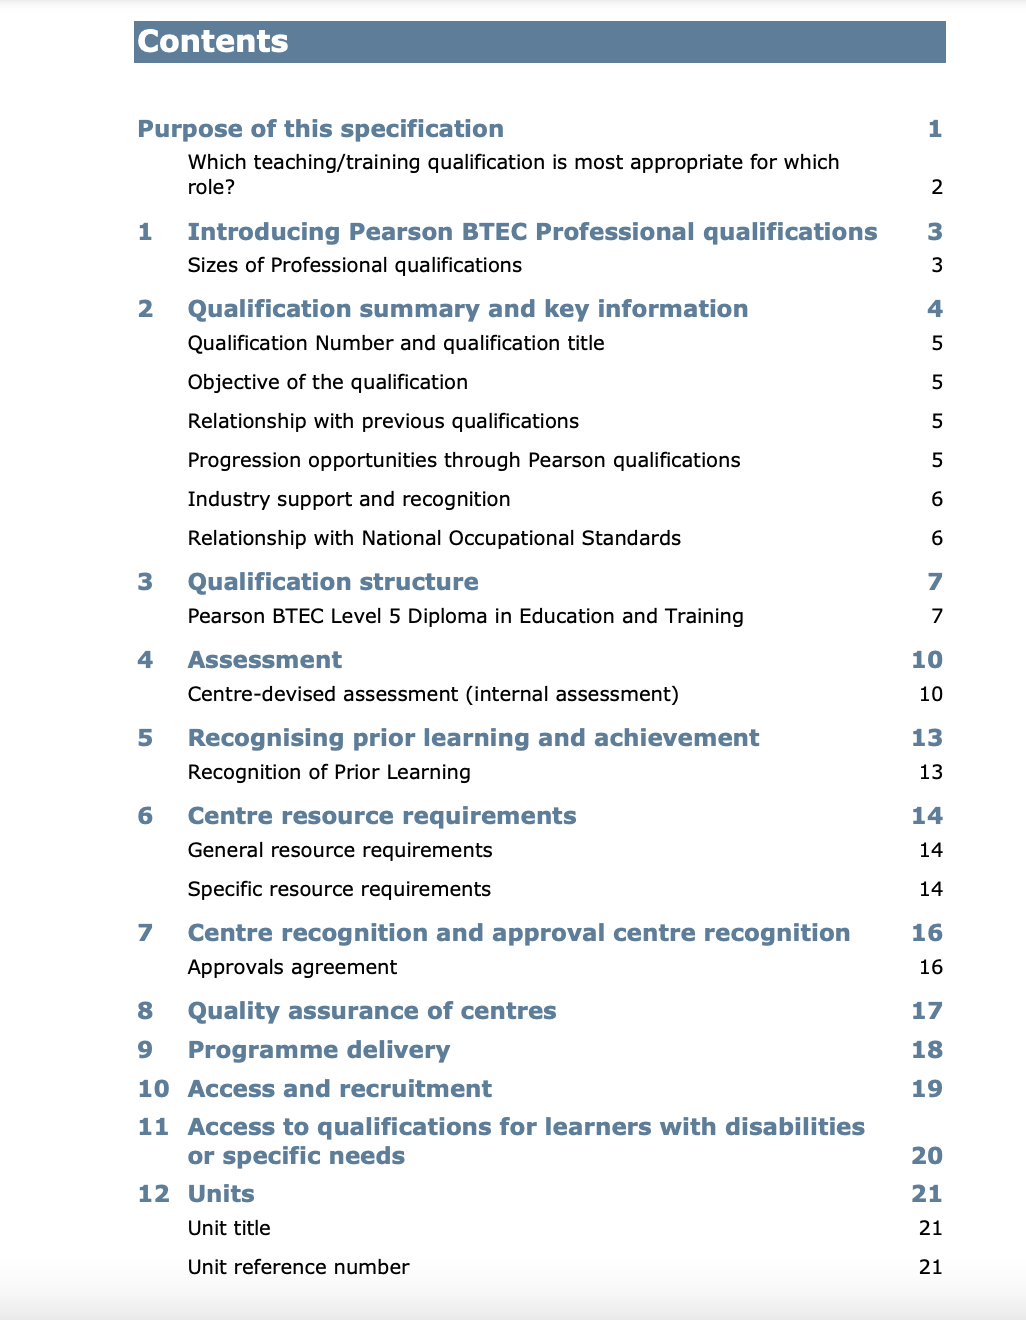 Contents
Purpose of this specification 1
Which teaching/training qualification is most appropriate for which
role? 2
1 Introducing Pearson BTEC Professional qualifications 3
Sizes of Professional qualifications 3
2 Qualification summary and key information 4
Qualification Number and qualification title 5
Objective of the qualification 5
Relationship with previous qualifications 5
Progression opportunities through Pearson qualifications 5
Industry support and recognition 6
Relationship with National Occupational Standards 6
3 Qualification structure 7
Pearson BTEC Level 5 Diploma in Education and Training 7
4 Assessment 10
Centre-devised assessment (internal assessment) 10
5 Recognising prior learning and achievement 13
Recognition of Prior Learning 13
6 Centre resource requirements 14
General resource requirements 14
Specific resource requirements 14
7 Centre recognition and approval centre recognition 16
Approvals agreement 16
8 Quality assurance of centres 17
9 Programme delivery 18
10 Access and recruitment 19
11 Access to qualifications for learners with disabilities
or specific needs 20
12 Units 21
Unit title 21
Unit reference number 21